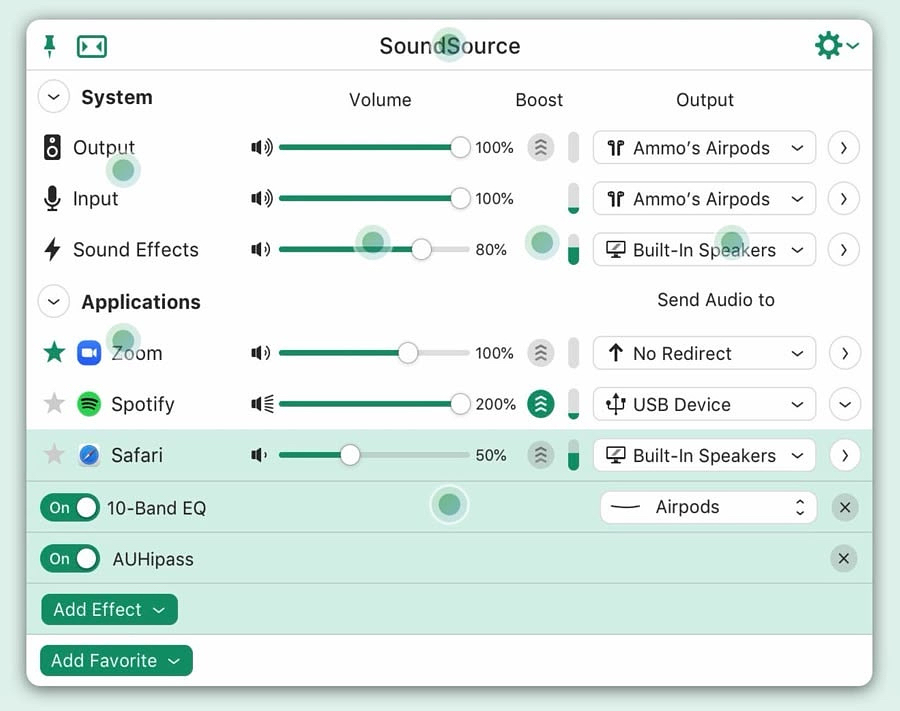 SoundSource
System Volume Boost Output
Output 100% Ammo's Airpods
Input 100% Ammo's Airpods
Sound Effects 80% Built-In Speakers
Applications Send Audio to
Zoom 100% No Redirect
Spotify 200% USB Device
Safari 50% Built-In Speakers
On 10-Band EQ Airpods
On AUHipass
Add Effect
Add Favorite